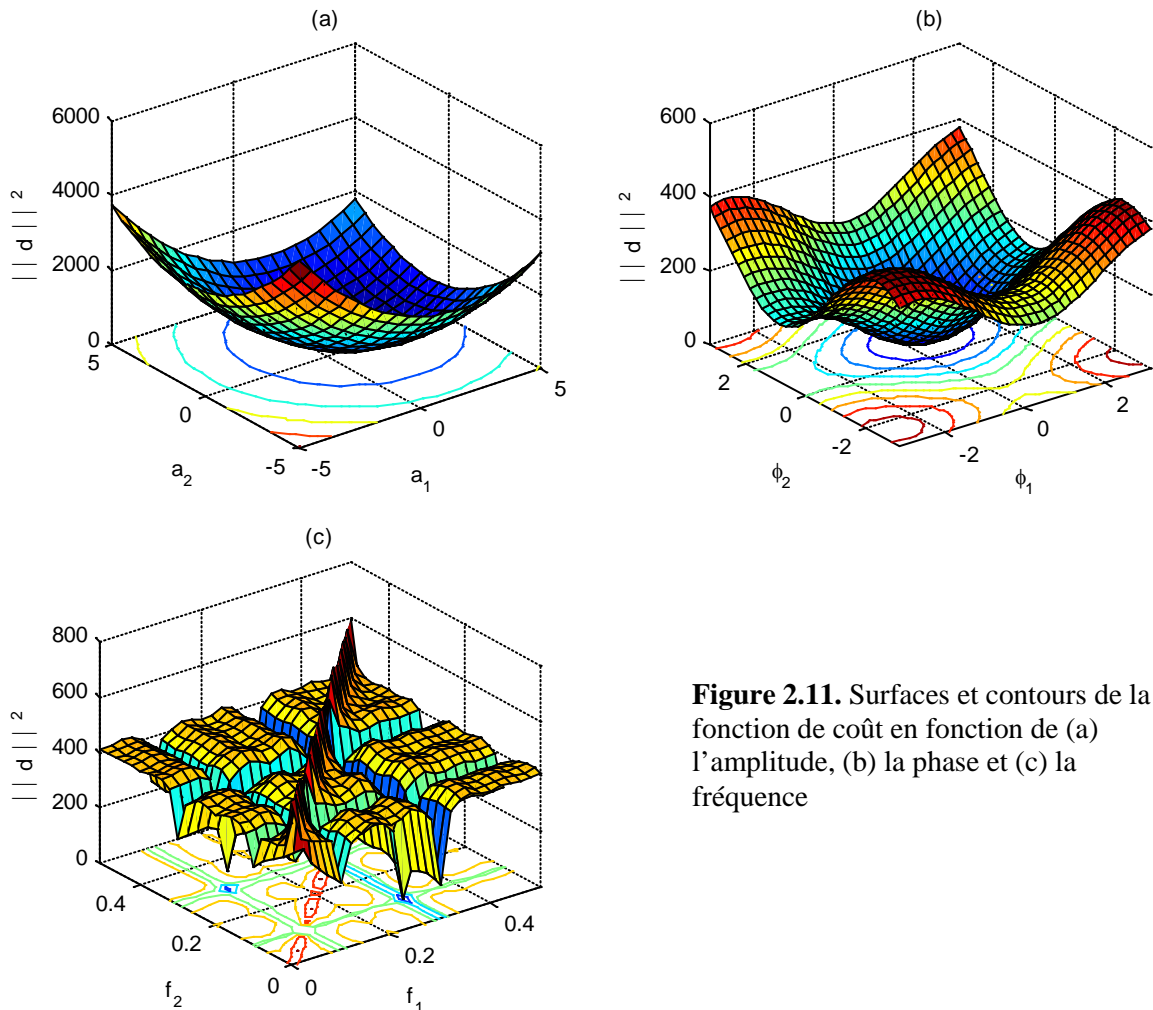 (a)
6000
4000
2000
0
|| d || ²
5
0
-5
a₂
-5
0
5
a₁
(b)
600
400
200
0
|| d || ²
2
0
-2
ϕ₂
-2
0
2
ϕ₁
(c)
800
600
400
200
0
|| d || ²
0.4
0.2
0
f₂
0
0.2
0.4
f₁
Figure 2.11. Surfaces et contours de la
fonction de coût en fonction de (a)
l'amplitude, (b) la phase et (c) la
fréquence